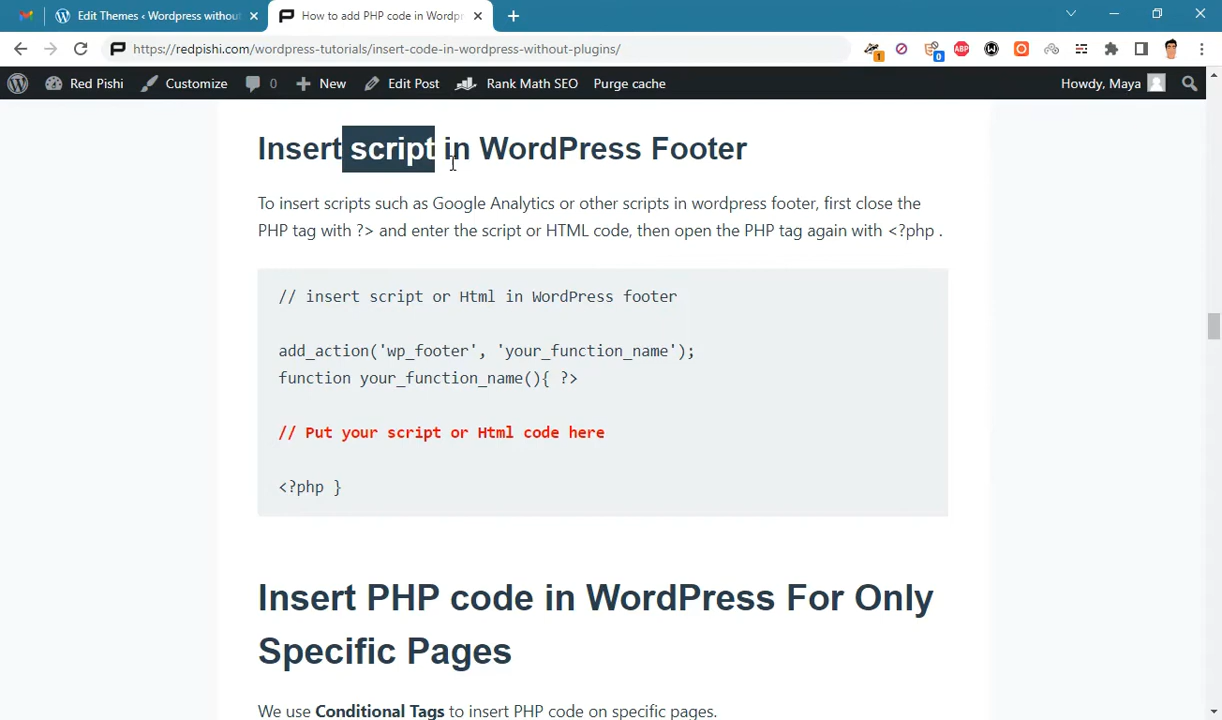 Edit Themes ‹ Wordpress withou
How to add PHP code in Wordpr
https://redpishi.com/wordpress-tutorials/insert-code-in-wordpress-without-plugins/
1
0
ABP
Red Pishi
Customize
0
New
Edit Post
Rank Math SEO
Purge cache
Howdy, Maya
Insert script in WordPress Footer
To insert scripts such as Google Analytics or other scripts in wordpress footer, first close the
PHP tag with ?> and enter the script or HTML code, then open the PHP tag again with <?php .
// insert script or Html in WordPress footer
add_action('wp_footer', 'your_function_name');
function your_function_name(){ ?>
// Put your script or Html code here
<?php }
Insert PHP code in WordPress For Only
Specific Pages
We use Conditional Tags to insert PHP code on specific pages.